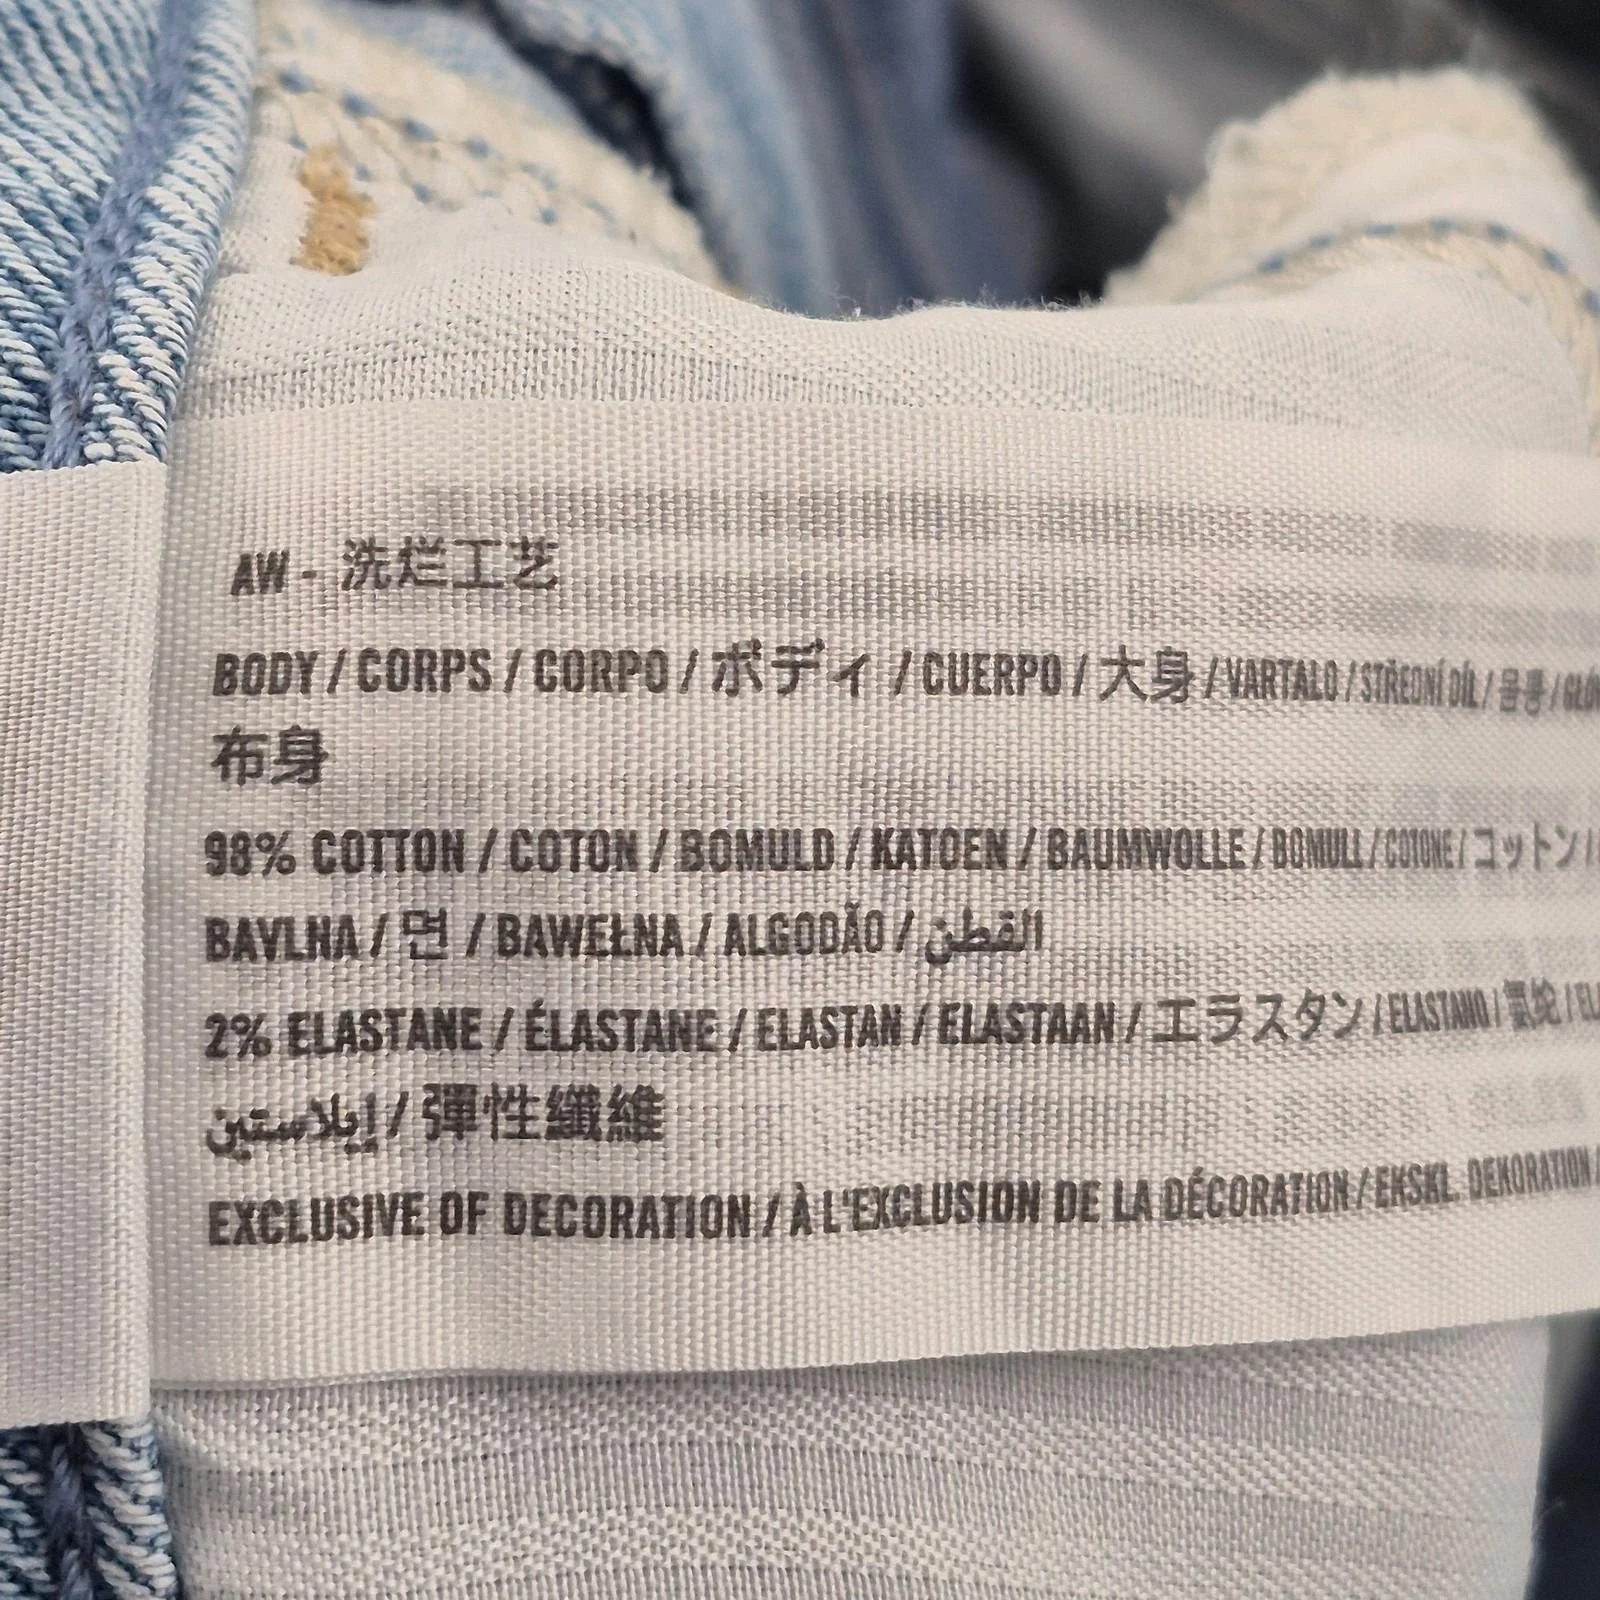 AW - 洗烂工艺
BODY / CORPS / CORPO / ボディ / CUERPO / 大身 / VARTALO / STŘEDNÍ DÍL / 몸통 /
布身
98% COTTON / COTON / BOMULD / KATOEN / BAUMWOLLE / BOMULL / COTONE / コットン /
BAVLNA / 면 / BAWEŁNA / ALGODÃO / القطن
2% ELASTANE / ÉLASTANE / ELASTAN / ELASTAAN / エラスタン / ELASTANO /
إيلاستين / 彈性纖維
EXCLUSIVE OF DECORATION / À L'EXCLUSION DE LA DÉCORATION / EKSKL. DEKORATION /